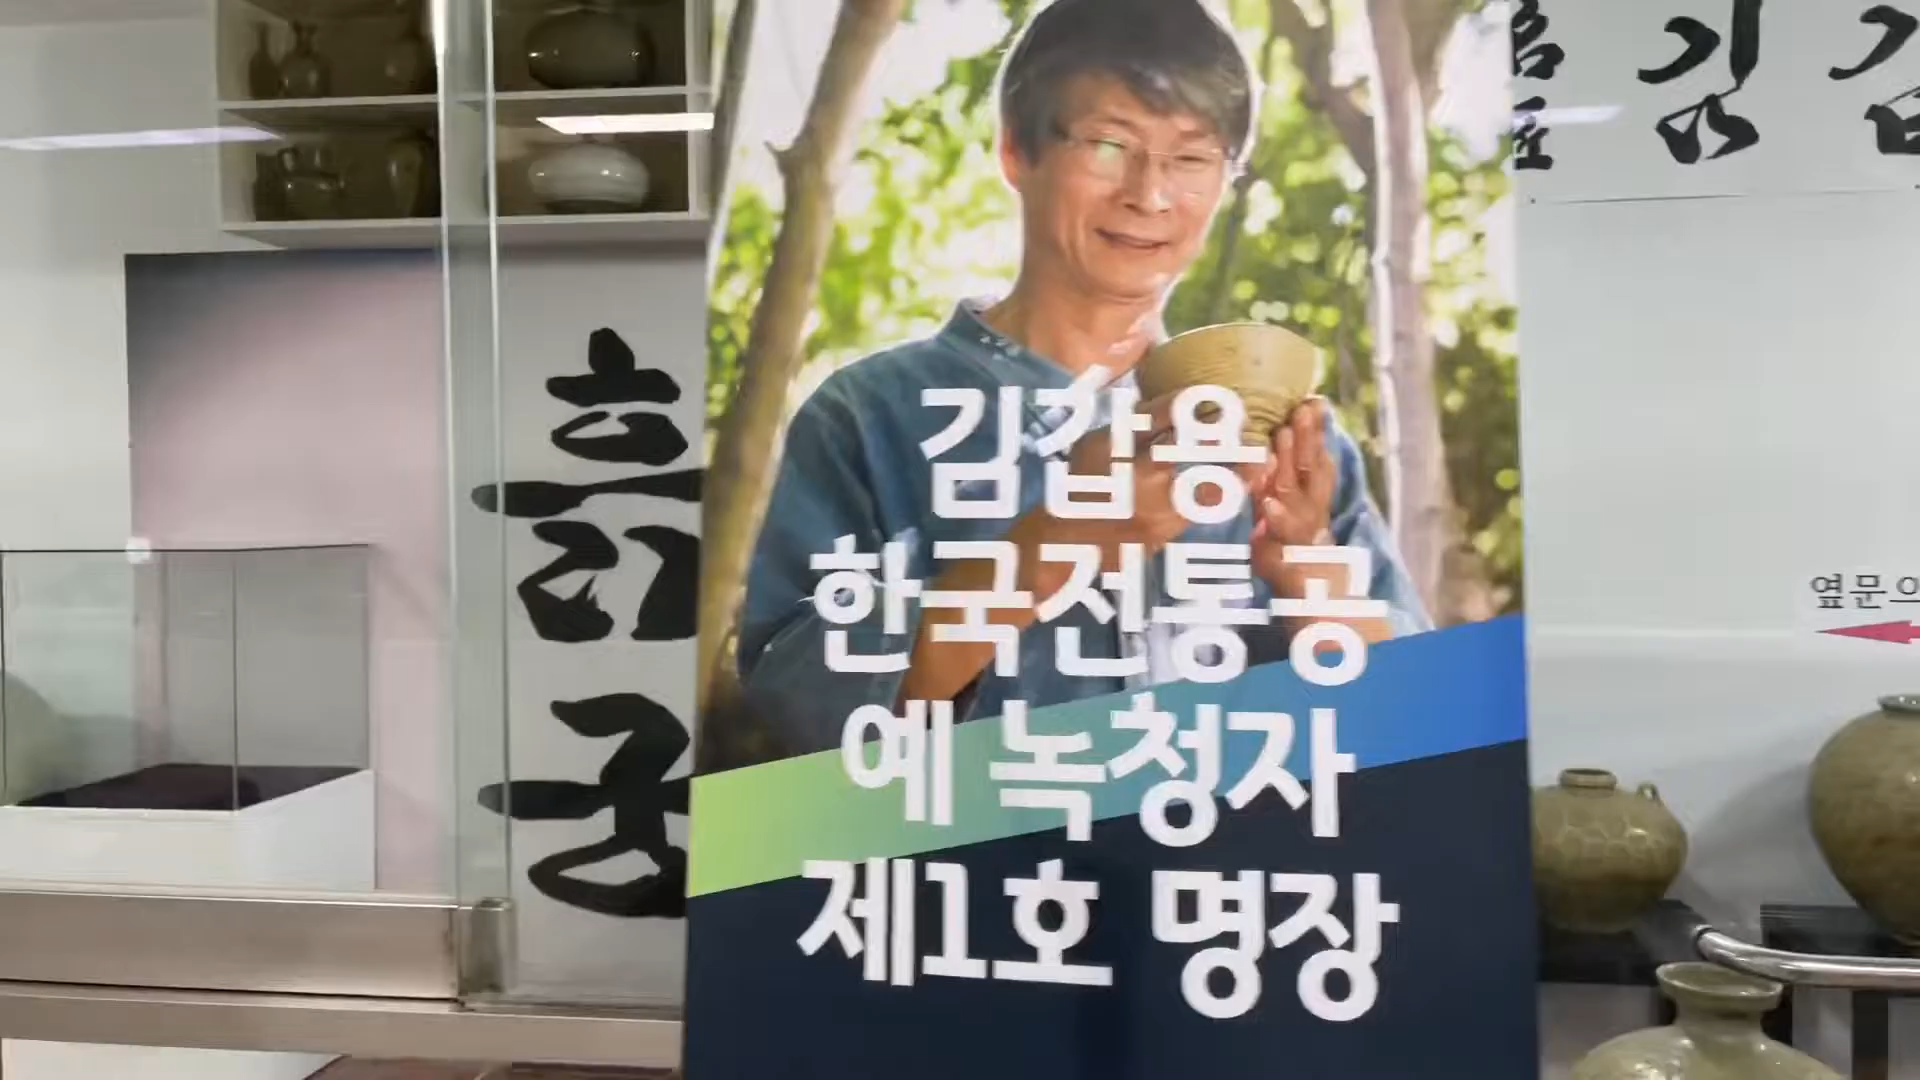 김갑용
한국전통공
예 녹청자
제1호 명장
흙
궁
김
옆문의